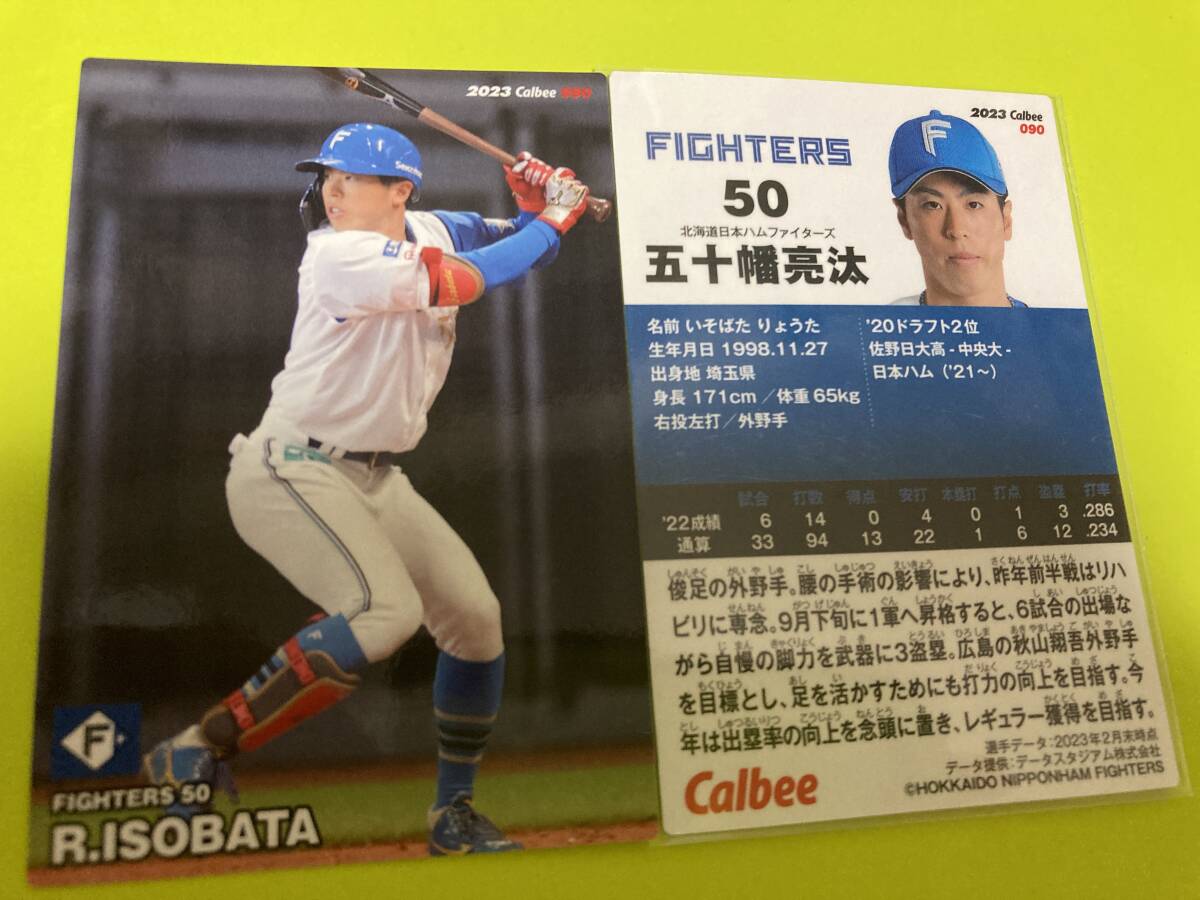 2023 Calbee 090
F
F
F
FIGHTERS 50
R.ISOBATA
2023 Calbee
090
FIGHTERS
50
北海道日本ハムファイターズ
五十幡亮汰
F
名前 いそばた りょうた
生年月日 1998.11.27
出身地 埼玉県
身長 171cm/体重 65kg
右投左打/外野手
'20ドラフト2位
佐野日大高-中央大-
日本ハム('21~)
試合 打数 得点 安打 本塁打 打点 盗塁 打率
'22成績 6 14 0 4 0 1 3 .286
通算 33 94 13 22 1 6 12 .234
俊足の外野手。腰の手術の影響により、昨年前半戦はリハ
ビリに専念。9月下旬に1軍へ昇格すると、6試合の出場な
がら自慢の脚力を武器に3盗塁。広島の秋山翔吾外野手
を目標とし、足を活かすためにも打力の向上を目指す。今
年は出塁率の向上を念頭に置き、レギュラー獲得を目指す。
選手データ:2023年2月末時点
データ提供:データスタジアム株式会社
©HOKKAIDO NIPPONHAM FIGHTERS
Calbee